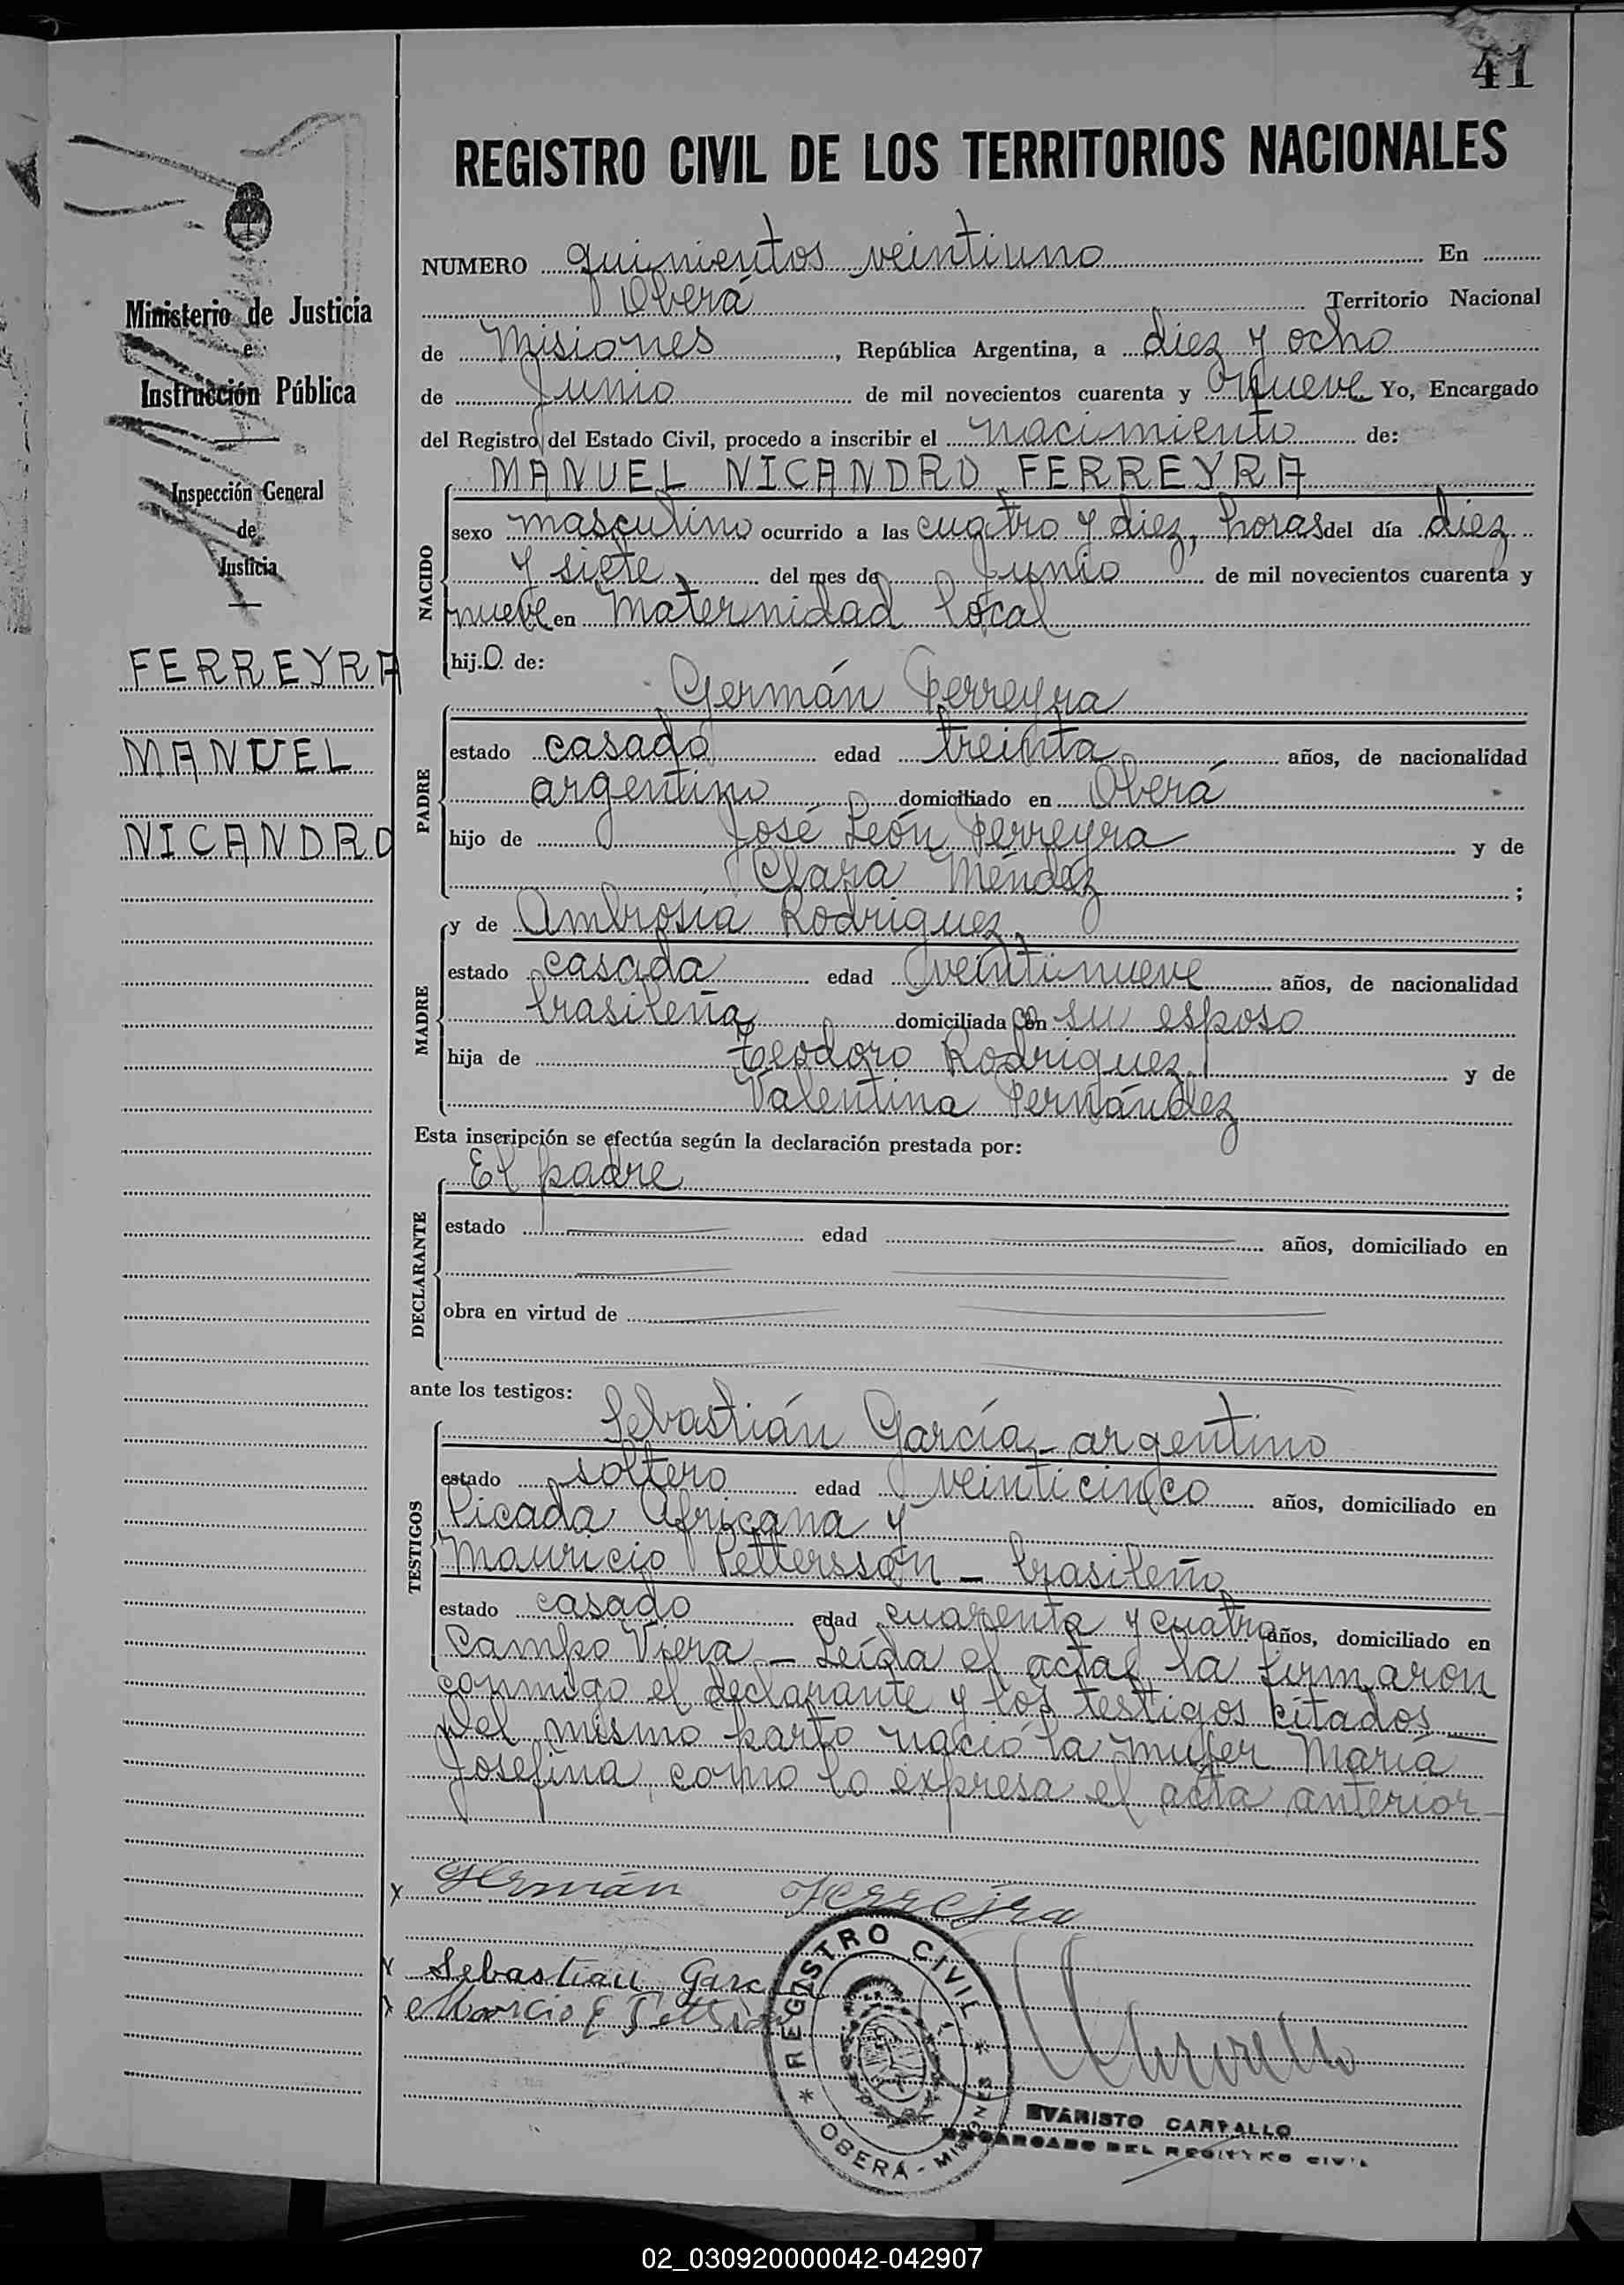 41
REGISTRO CIVIL DE LOS TERRITORIOS NACIONALES
Ministerio de Justicia
e
Instrucción Pública
Inspección General
de
Justicia
FERREYRA
MANUEL
NICANDRO
NUMERO quinientos veintiuno En
Oberá Territorio Nacional
de Misiones, República Argentina, a diez y ocho
de Junio de mil novecientos cuarenta y nueve Yo, Encargado
del Registro del Estado Civil, procedo a inscribir el nacimiento de:
MANUEL NICANDRO FERREYRA
NACIDO
sexo masculino ocurrido a las cuatro y diez, horas del día diez
y siete del mes de Junio de mil novecientos cuarenta y
nueve en Maternidad local
hijo de:
Germán Ferreyra
PADRE
estado casado edad treinta años, de nacionalidad
argentino domiciliado en Oberá
hijo de José León Ferreyra y de
Clara Méndez ;
y de Ambrosia Rodriguez,
MADRE
estado casada edad veintinueve años, de nacionalidad
brasileña domiciliada con su esposo
hija de Teodoro Rodriguez y de
Valentina Fernández
Esta inscripción se efectúa según la declaración prestada por:
El padre
DECLARANTE
estado edad años, domiciliado en
obra en virtud de
ante los testigos:
Sebastián García - argentino
TESTIGOS
estado soltero edad veinticinco años, domiciliado en
Picada Africana y
Mauricio Pettersson - brasileño
estado casado edad cuarenta y cuatro años, domiciliado en
Campo Viera - Leída el acta, la firmaron
conmigo el declarante y los testigos citados
Del mismo parto nació la mujer María
Josefina, como lo expresa el acta anterior -
x Germán Ferrejra
x Sebastian Garc
x
REGISTRO CIVIL
* OBERÁ - MISIONES *
EVARISTO CARVALLO
ENCARGADO DEL REGISTRO CIVIL
02_030920000042-042907